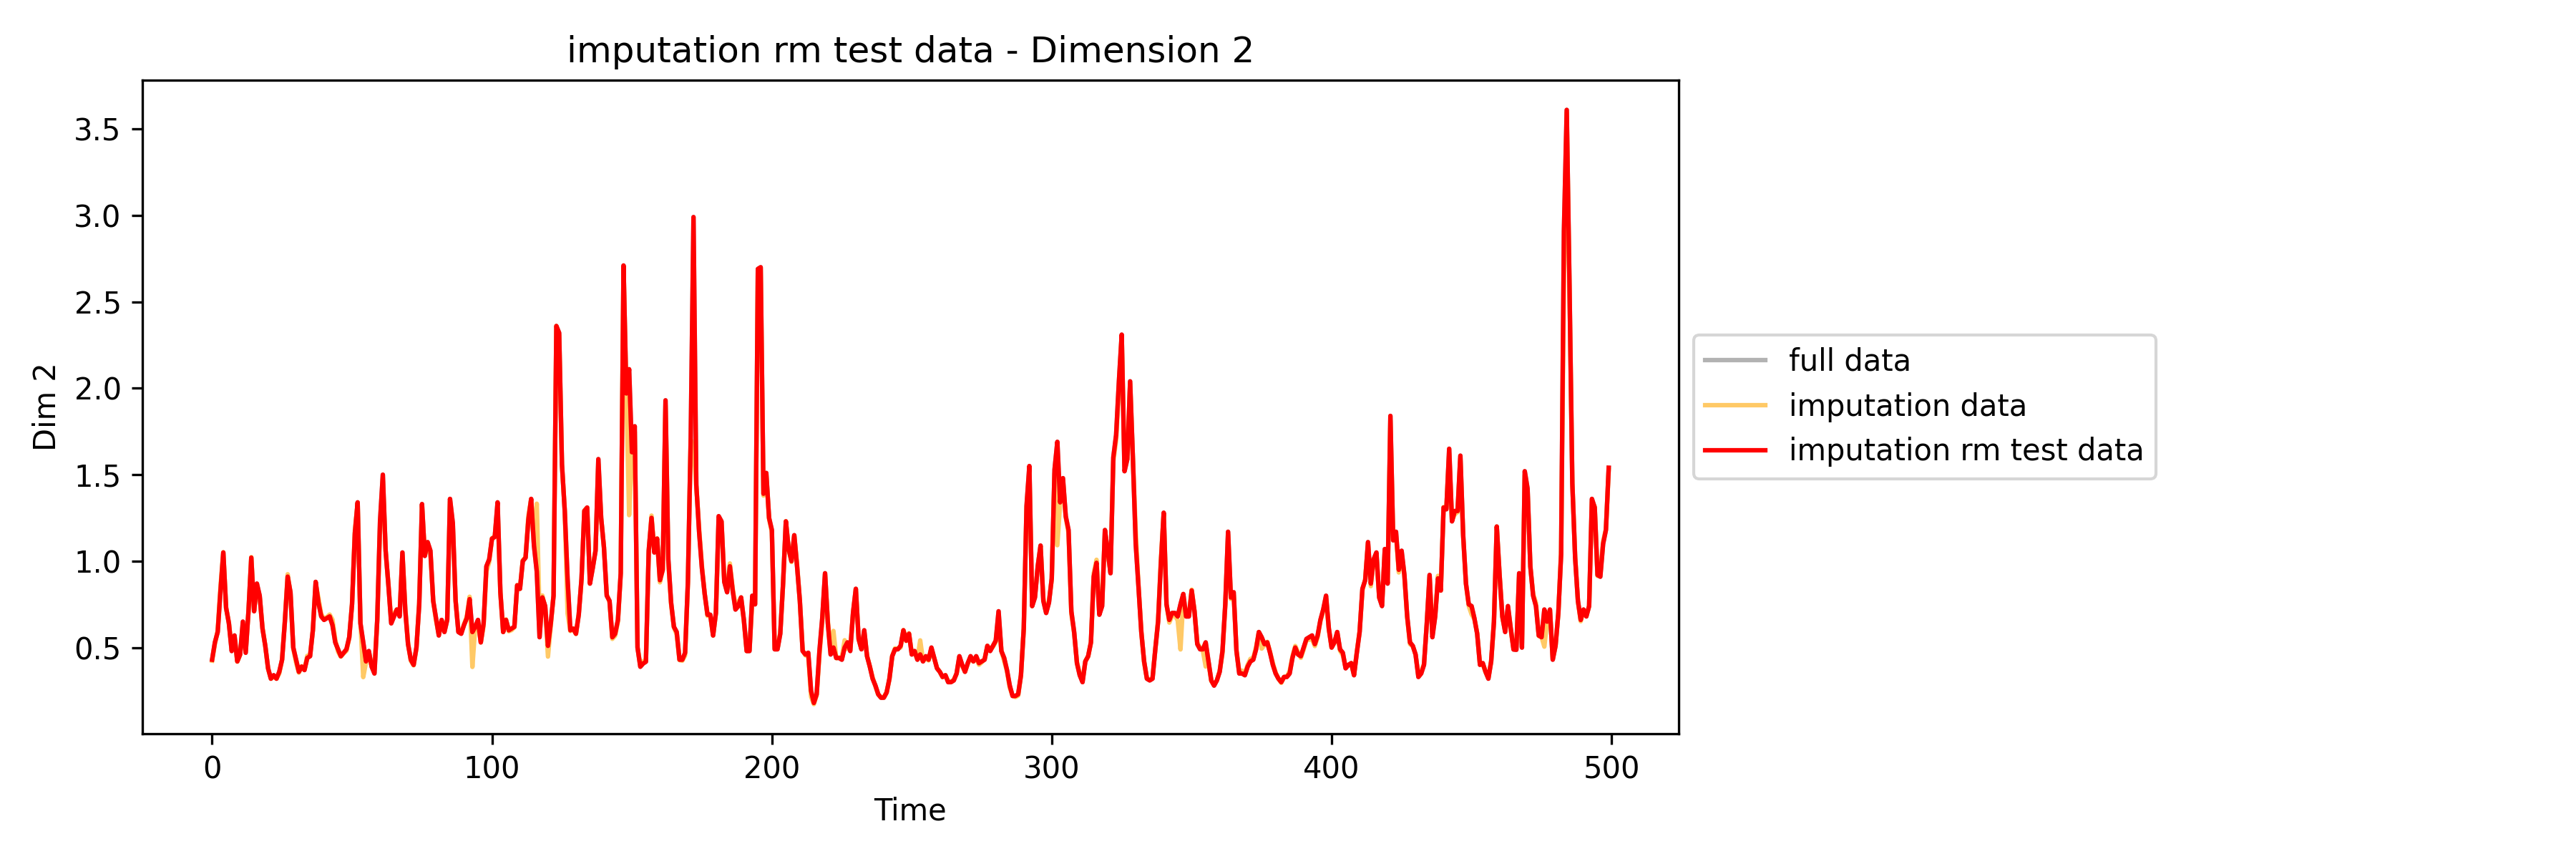 imputation rm test data - Dimension 2
3.5
3.0
2.5
2.0
1.5
1.0
0.5
Dim 2
0 100 200 300 400 500
Time
full data
imputation data
imputation rm test data